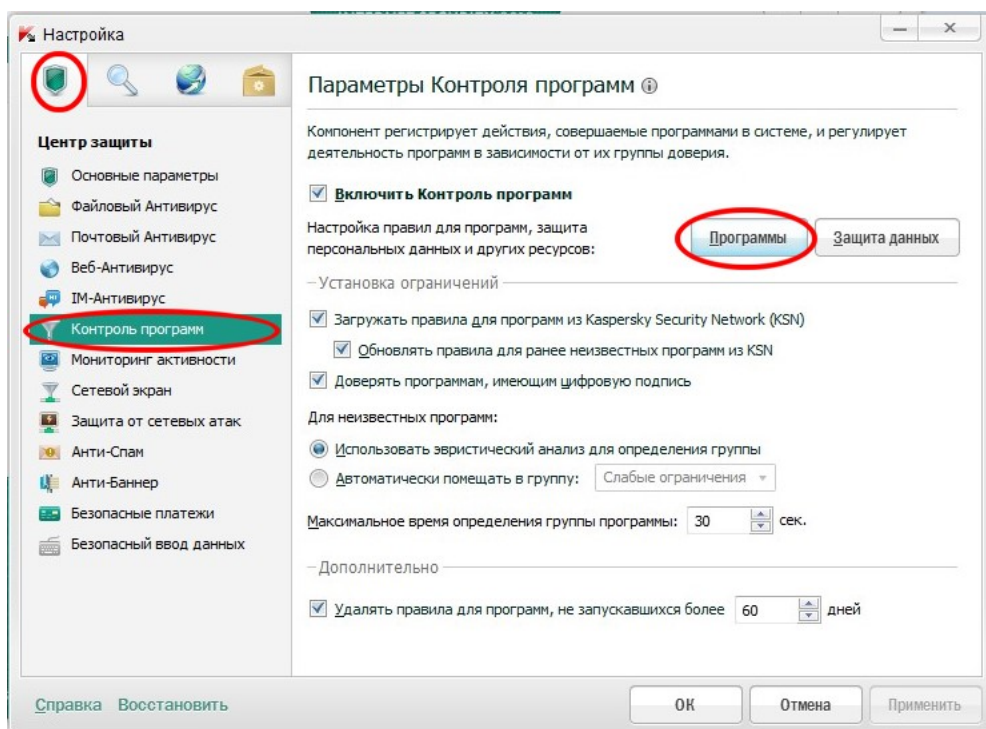 Настройка
Параметры Контроля программ
Компонент регистрирует действия, совершаемые программами в системе, и регулирует
деятельность программ в зависимости от их группы доверия.
Центр защиты
Основные параметры
Файловый Антивирус
Почтовый Антивирус
Веб-Антивирус
IM-Антивирус
Контроль программ
Мониторинг активности
Сетевой экран
Защита от сетевых атак
Анти-Спам
Анти-Баннер
Безопасные платежи
Безопасный ввод данных
Включить Контроль программ
Настройка правил для программ, защита
персональных данных и других ресурсов:
Программы
Защита данных
Установка ограничений
Загружать правила для программ из Kaspersky Security Network (KSN)
Обновлять правила для ранее неизвестных программ из KSN
Доверять программам, имеющим цифровую подпись
Для неизвестных программ:
Использовать эвристический анализ для определения группы
Автоматически помещать в группу: Слабые ограничения
Максимальное время определения группы программы: 30 сек.
Дополнительно
Удалять правила для программ, не запускавшихся более 60 дней
Справка Восстановить
ОК Отмена Применить